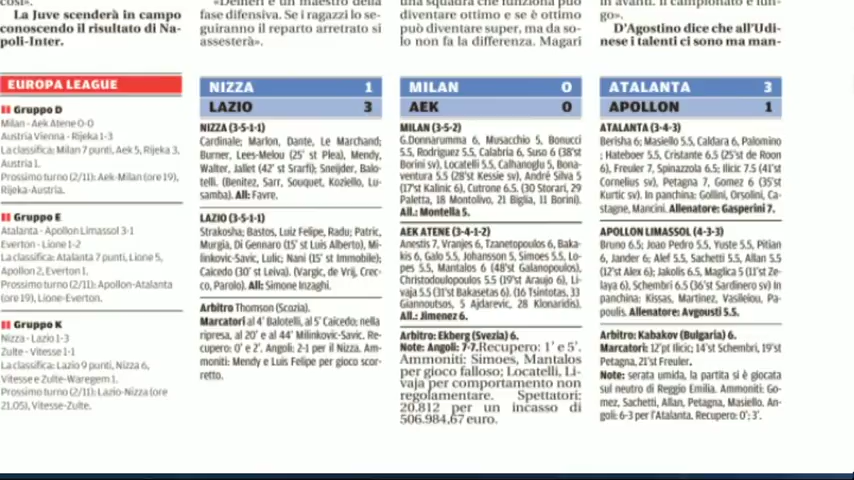 cosi».
La Juve scenderà in campo
conoscendo il risultato di Na-
poli-Inter.
EUROPA LEAGUE
Gruppo D
Milan - Aek Atene 0-0
Austria Vienna - Rijeka 1-3
La classifica: Milan 7 punti, Aek 5, Rijeka 3,
Austria 1.
Prossimo turno (2/11): Aek-Milan (ore 19),
Rijeka-Austria.
Gruppo E
Atalanta - Apollon Limassol 3-1
Everton - Lione 1-2
La classifica: Atalanta 7 punti, Lione 5,
Apollon 2, Everton 1.
Prossimo turno (2/11): Apollon-Atalanta
(ore 19), Lione-Everton.
Gruppo K
Nizza - Lazio 1-3
Zulte - Vitesse 1-1
La classifica: Lazio 9 punti, Nizza 6,
Vitesse e Zulte-Waregem 1.
Prossimo turno (2/11): Lazio-Nizza (ore
21.05), Vitesse-Zulte.
«Demeri è un maestro della
fase difensiva. Se i ragazzi lo se-
guiranno il reparto arretrato si
assesterà».
NIZZA 1
LAZIO 3
NIZZA (3-5-1-1)
Cardinale; Marlon, Dante, Le Marchand;
Burner, Lees-Melou (25' st Plea), Mendy,
Walter, Jallet (42' st Srarfi); Sneijder, Balo-
telli. (Benitez, Sarr, Souquet, Koziello, Lu-
samba). All: Favre.
LAZIO (3-5-1-1)
Strakosha; Bastos, Luiz Felipe, Radu; Patric,
Murgia, Di Gennaro (15' st Luis Alberto), Mi-
linkovic-Savic, Lulic; Nani (15' st Immobile);
Caicedo (30' st Leiva). (Vargic, de Vrij, Crec-
co, Parolo). All: Simone Inzaghi.
Arbitro Thomson (Scozia).
Marcatori al 4' Balotelli, al 5' Caicedo; nella
ripresa, al 20' e al 44' Milinkovic-Savic. Re-
cupero: 0' e 2'. Angoli: 2-1 per il Nizza. Am-
moniti: Mendy e Luis Felipe per gioco scor-
retto.
una squadra che funziona può
diventare ottimo e se è ottimo
può diventare super, ma da so-
lo non fa la differenza. Magari
MILAN 0
AEK 0
MILAN (3-5-2)
G.Donnarumma 6, Musacchio 5, Bonucci
5.5, Rodriguez 5.5, Calabria 6, Suso 6 (38'st
Borini sv), Locatelli 5.5, Calhanoglu 5, Bona-
ventura 5.5 (28'st Kessie sv), André Silva 5
(17'st Kalinic 6), Cutrone 6.5. (30 Storari, 29
Paletta, 18 Montolivo, 21 Biglia, 11 Borini).
All.: Montella 5.
AEK ATENE (3-4-1-2)
Anestis 7, Vranjes 6, Tzanetopoulos 6, Baka-
kis 6, Galo 5.5, Johansson 5, Simoes 5.5, Lo-
pes 5.5, Mantalos 6 (48'st Galanopoulos),
Christodoulopoulos 5.5 (19'st Araujo 6), Li-
vaja 5.5 (31'st Bakasetas 6). (16 Tsintotas, 33
Giannoutsos, 5 Ajdarevic, 28 Klonaridis).
All.: Jimenez 6.
Arbitro: Ekberg (Svezia) 6.
Note: Angoli: 7-7.Recupero: 1' e 5'.
Ammoniti: Simoes, Mantalos
per gioco falloso; Locatelli, Li-
vaja per comportamento non
regolamentare. Spettatori:
20.812 per un incasso di
506.984,67 euro.
in avanti. Il campionato è lun-
go».
D'Agostino dice che all'Udi-
nese i talenti ci sono ma man-
ATALANTA 3
APOLLON 1
ATALANTA (3-4-3)
Berisha 6; Masiello 5.5, Caldara 6, Palomino
; Hateboer 5.5, Cristante 6.5 (25'st de Roon
6), Freuler 7, Spinazzola 6.5; Ilicic 7.5 (41'st
Cornelius sv), Petagna 7, Gomez 6 (35'st
Kurtic sv). In panchina: Gollini, Orsolini, Ca-
stagne, Mancini. Allenatore: Gasperini 7.
APOLLON LIMASSOL (4-3-3)
Bruno 6.5; Joao Pedro 5.5, Yuste 5.5, Pitian
6, Jander 6; Alef 5.5, Sachetti 5.5, Allan 5.5
(12'st Alex 6); Jakolis 6.5, Maglica 5 (11'st Ze-
laya 6), Schembri 6.5 (36'st Sardinero sv) In
panchina: Kissas, Martinez, Vasileiou, Pa-
poulis. Allenatore: Avgousti 5.5.
Arbitro: Kabakov (Bulgaria) 6.
Marcatori: 12'pt Ilicic; 14'st Schembri, 19'st
Petagna, 21'st Freuler.
Note: serata umida, la partita si è giocata
sul neutro di Reggio Emilia. Ammoniti: Go-
mez, Sachetti, Allan, Petagna, Masiello. An-
goli: 6-3 per l'Atalanta. Recupero: 0'; 3'.